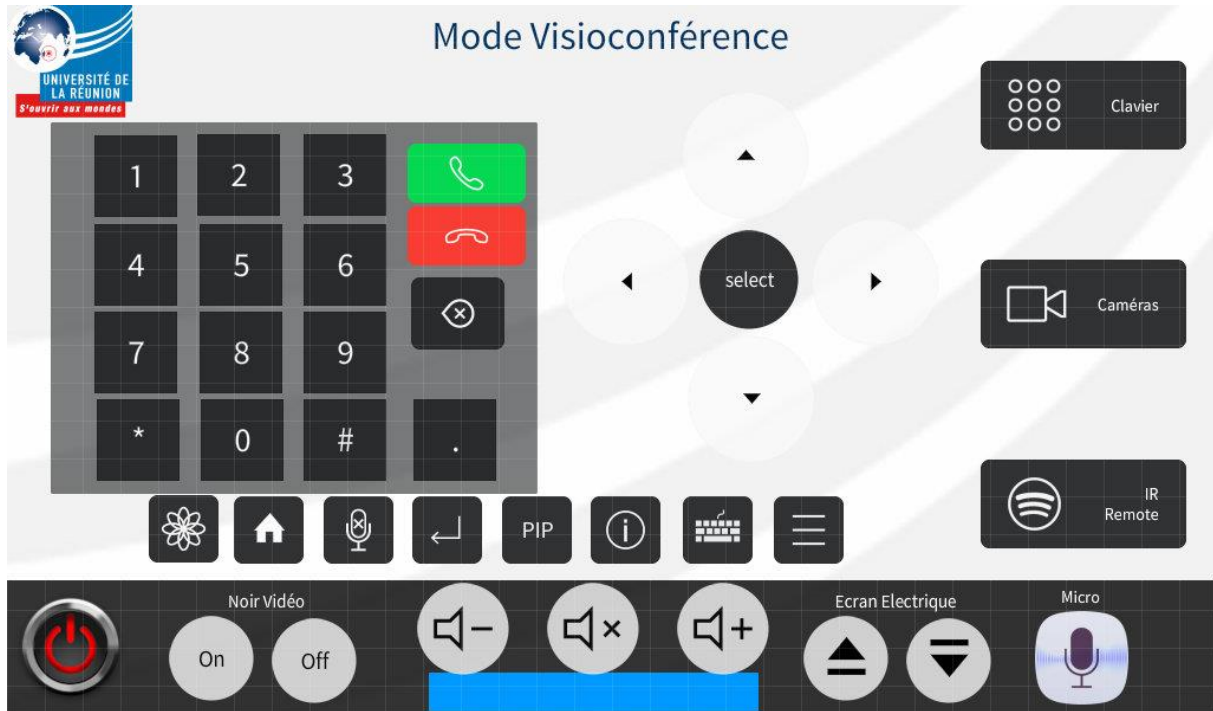 Mode Visioconférence
UNIVERSITÉ DE
LA RÉUNION
S'ouvrir aux mondes
1 2 3
4 5 6
7 8 9
* 0 # .
select
Clavier
Caméras
IR
Remote
PIP
Noir Vidéo
On Off
Ecran Electrique
Micro